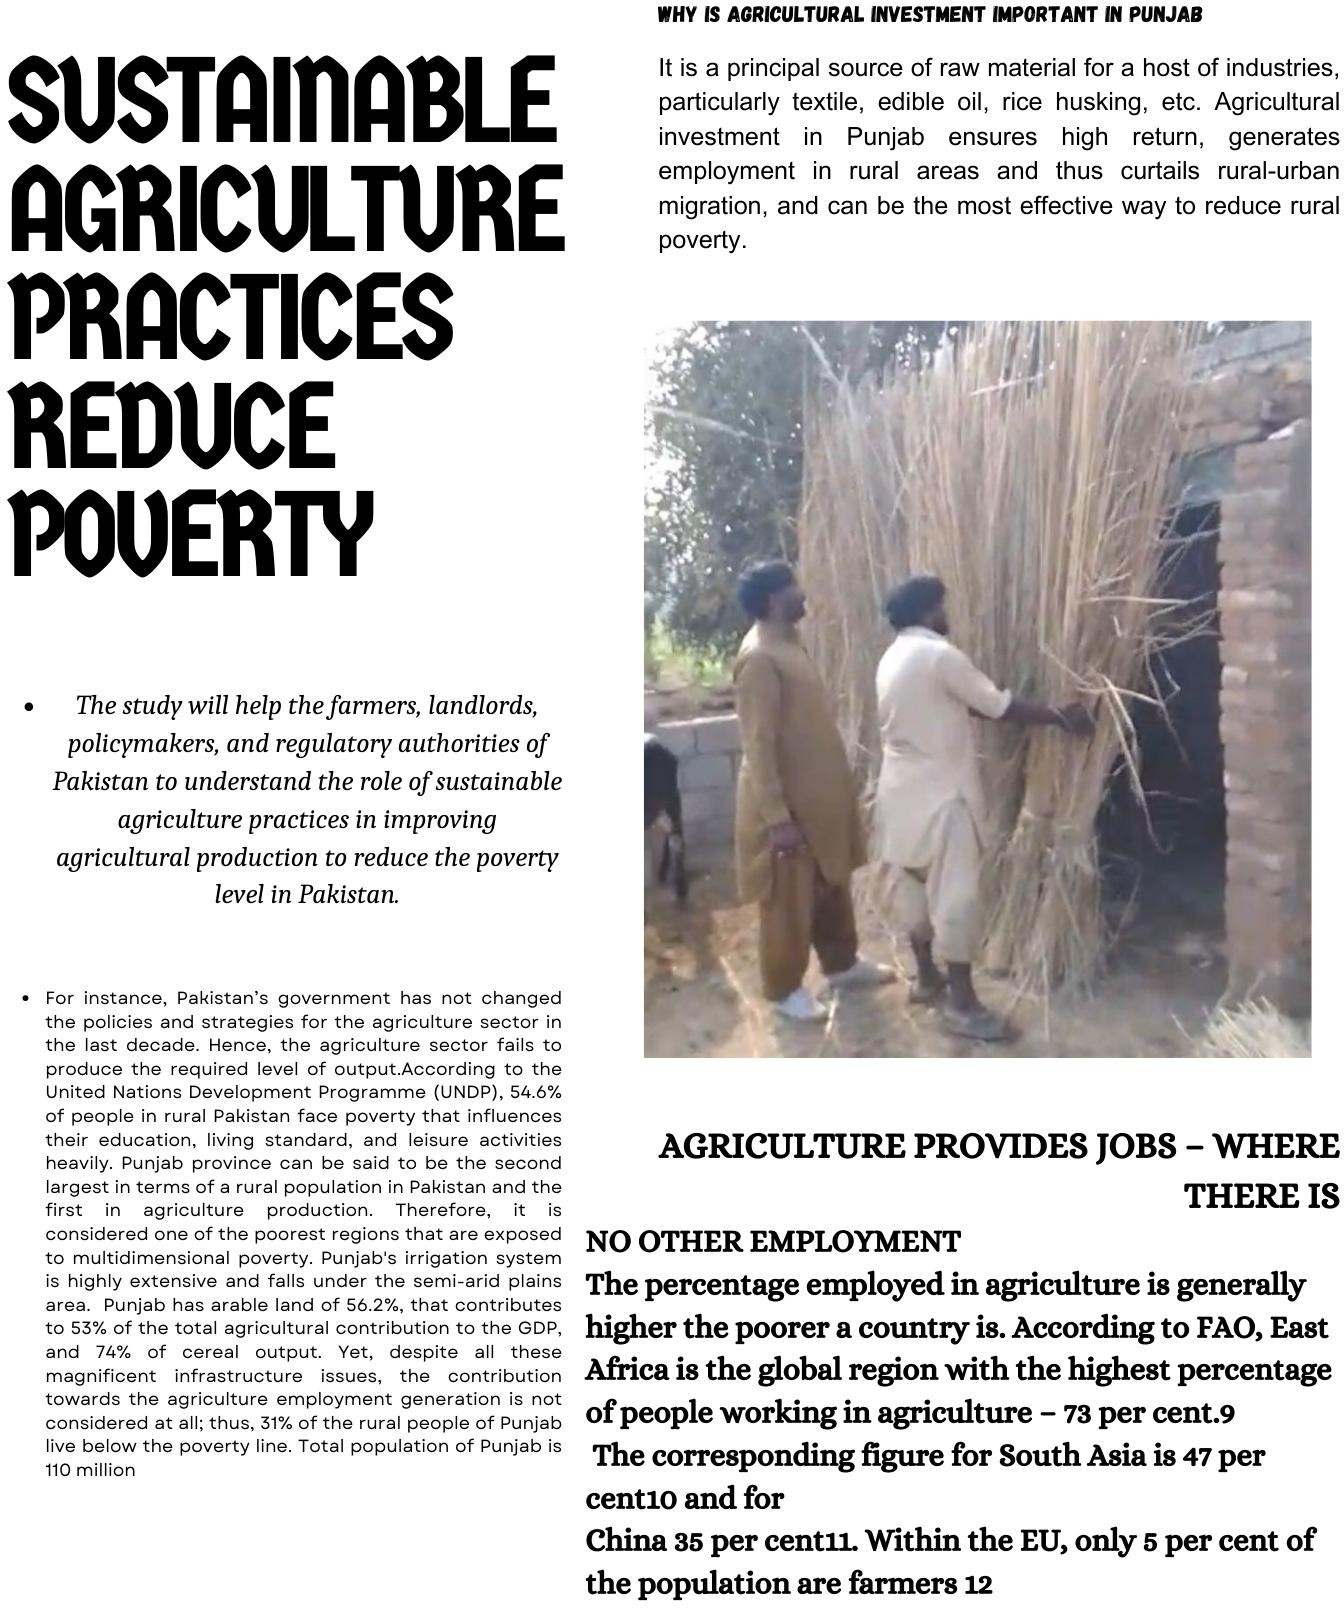 SUSTAINABLE
AGRICULTURE
PRACTICES
REDUCE
POVERTY
• The study will help the farmers, landlords,
policymakers, and regulatory authorities of
Pakistan to understand the role of sustainable
agriculture practices in improving
agricultural production to reduce the poverty
level in Pakistan.
• For instance, Pakistan’s government has not changed
the policies and strategies for the agriculture sector in
the last decade. Hence, the agriculture sector fails to
produce the required level of output.According to the
United Nations Development Programme (UNDP), 54.6%
of people in rural Pakistan face poverty that influences
their education, living standard, and leisure activities
heavily. Punjab province can be said to be the second
largest in terms of a rural population in Pakistan and the
first in agriculture production. Therefore, it is
considered one of the poorest regions that are exposed
to multidimensional poverty. Punjab's irrigation system
is highly extensive and falls under the semi-arid plains
area. Punjab has arable land of 56.2%, that contributes
to 53% of the total agricultural contribution to the GDP,
and 74% of cereal output. Yet, despite all these
magnificent infrastructure issues, the contribution
towards the agriculture employment generation is not
considered at all; thus, 31% of the rural people of Punjab
live below the poverty line. Total population of Punjab is
110 million
WHY IS AGRICULTURAL INVESTMENT IMPORTANT IN PUNJAB
It is a principal source of raw material for a host of industries,
particularly textile, edible oil, rice husking, etc. Agricultural
investment in Punjab ensures high return, generates
employment in rural areas and thus curtails rural-urban
migration, and can be the most effective way to reduce rural
poverty.
AGRICULTURE PROVIDES JOBS – WHERE
THERE IS
NO OTHER EMPLOYMENT
The percentage employed in agriculture is generally
higher the poorer a country is. According to FAO, East
Africa is the global region with the highest percentage
of people working in agriculture – 73 per cent.9
The corresponding figure for South Asia is 47 per
cent10 and for
China 35 per cent11. Within the EU, only 5 per cent of
the population are farmers 12